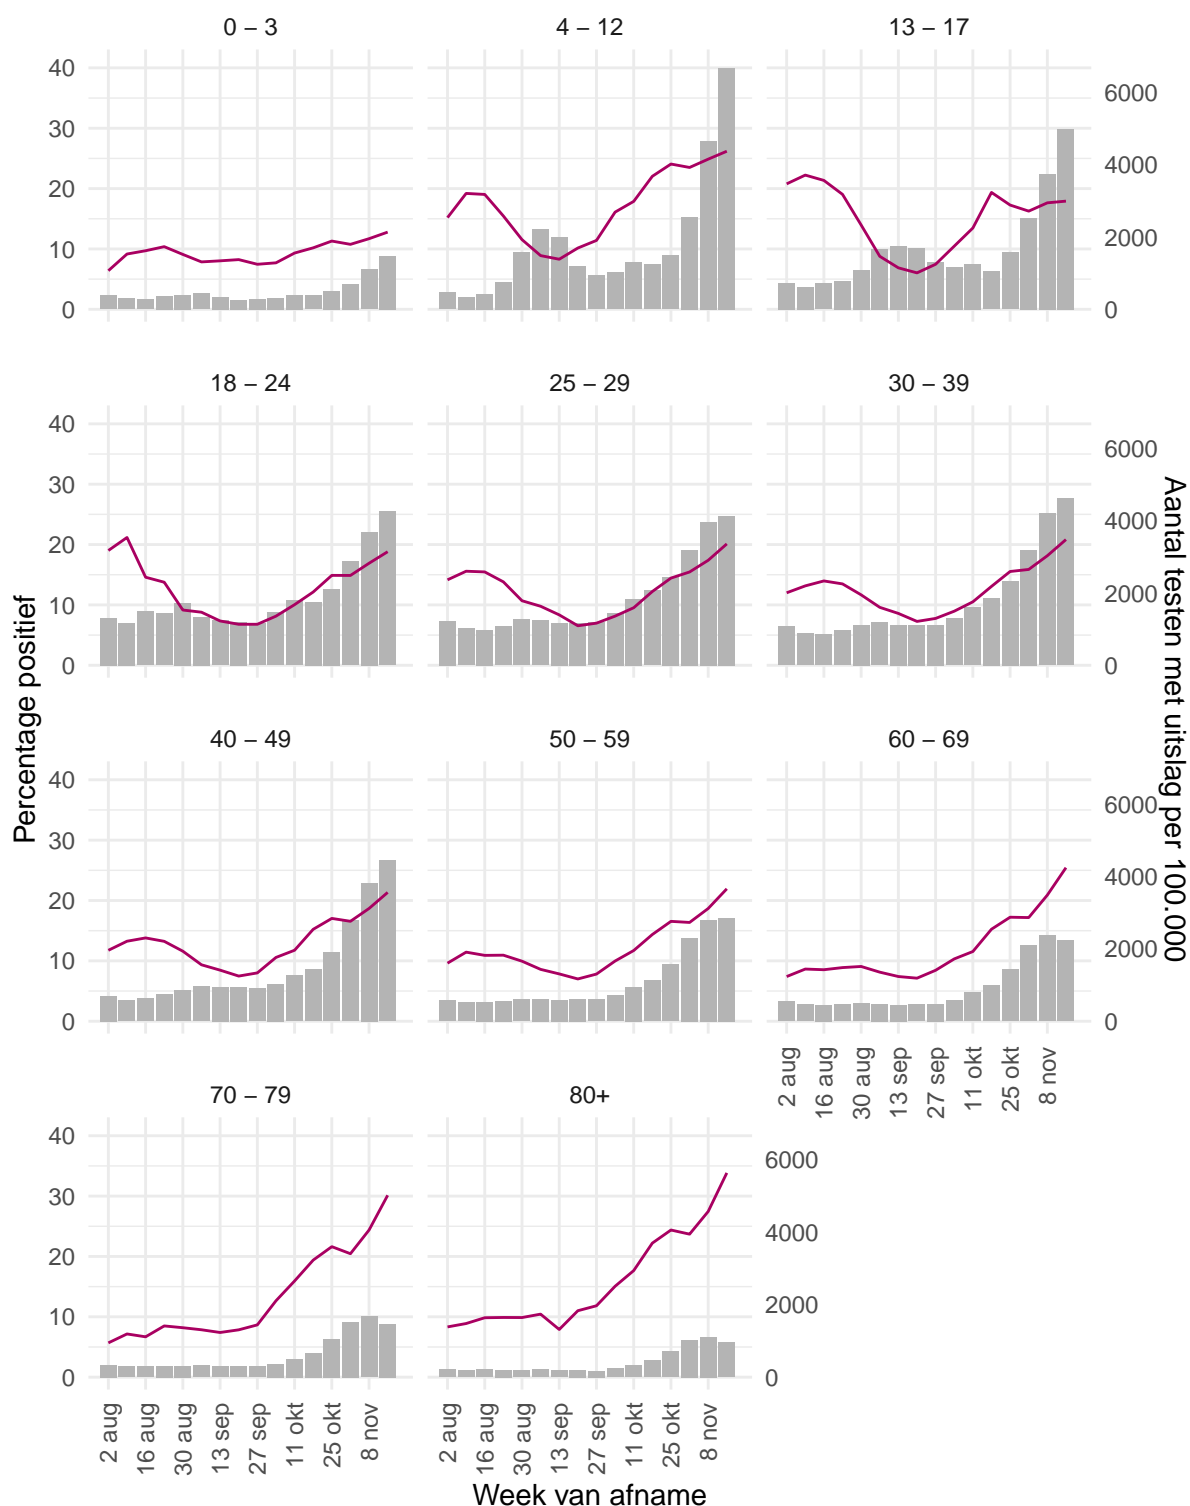 0 – 3
4 – 12
13 – 17
40
30
20
10
0
6000
4000
2000
0
18 – 24
25 – 29
30 – 39
40
30
20
10
0
6000
4000
2000
0
Percentage positief
Aantal testen met uitslag per 100.000
40 – 49
50 – 59
60 – 69
40
30
20
10
0
6000
4000
2000
0
2 aug
16 aug
30 aug
13 sep
27 sep
11 okt
25 okt
8 nov
70 – 79
80+
40
30
20
10
0
6000
4000
2000
0
2 aug
16 aug
30 aug
13 sep
27 sep
11 okt
25 okt
8 nov
2 aug
16 aug
30 aug
13 sep
27 sep
11 okt
25 okt
8 nov
Week van afname